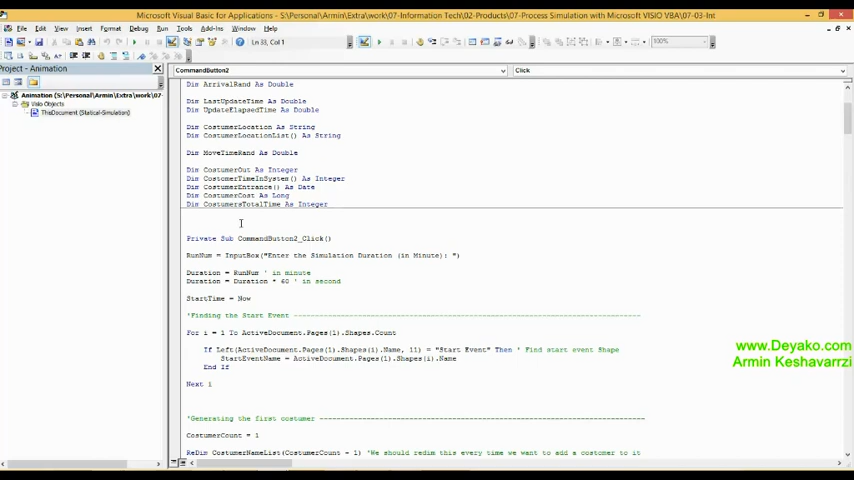 Microsoft Visual Basic for Applications - S:\Personal\Armin\Extra\work\07-Information Tech\02-Products\07-Process Simulation with Microsoft VISIO VBA\07-03-Int
File Edit View Insert Format Debug Run Tools Add-Ins Window Help
Ln 33, Col 1
100%
Project - Animation
CommandButton2
Click
Animation (S:\Personal\Armin\Extra\work\07-
Visio Objects
ThisDocument (Statical-Simulation)
Dim ArrivalRand As Double
Dim LastUpdateTime As Double
Dim UpdateElapsedTime As Double
Dim CostumerLocation As String
Dim CostumerLocationList() As String
Dim MoveTimeRand As Double
Dim CostumerOut As Integer
Dim CostomerTimeInSystem() As Integer
Dim CostumerEntrance() As Date
Dim CostumerCost As Long
Dim CostumersTotalTime As Integer
Private Sub CommandButton2_Click()
RunNum = InputBox("Enter the Simulation Duration (in Minute): ")
Duration = RunNum ' in minute
Duration = Duration * 60 ' in second
StartTime = Now
'Finding the Start Event ----------------------------------------------------------------------
For i = 1 To ActiveDocument.Pages(1).Shapes.Count
If Left(ActiveDocument.Pages(1).Shapes(i).Name, 11) = "Start Event" Then ' Find start event Shape
StartEventName = ActiveDocument.Pages(1).Shapes(i).Name
End If
Next i
'Generating the first costumer ----------------------------------------------------------------------
CostumerCount = 1
ReDim CostumerNameList(CostumerCount - 1) 'We should redim this every time we want to add a costomer to it
www.Deyako.com
Armin Keshavarrzi